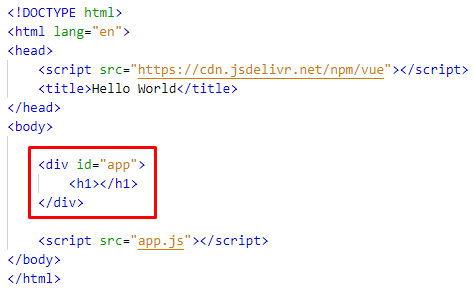 <!DOCTYPE html>
<html lang="en">
<head>
    <script src="https://cdn.jsdelivr.net/npm/vue"></script>
    <title>Hello World</title>
</head>
<body>
    <div id="app">
        <h1></h1>
    </div>
    <script src="app.js"></script>
</body>
</html>